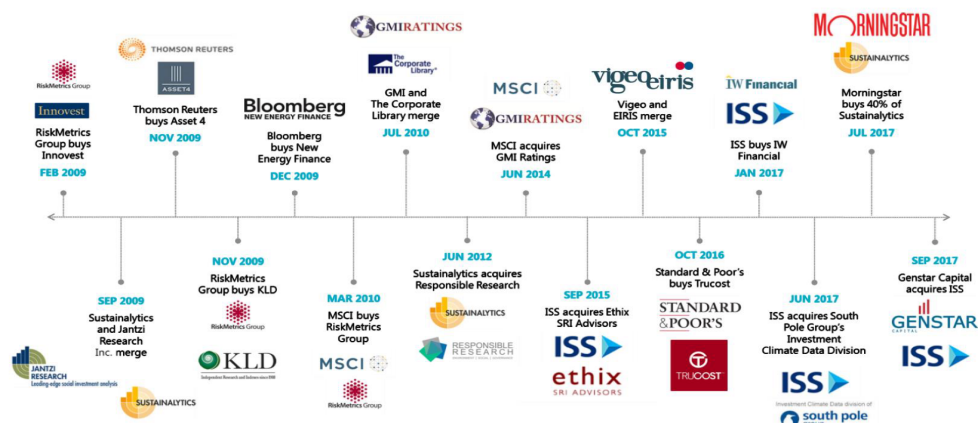 RiskMetrics Group
Innovest
RiskMetrics
Group buys
Innovest
FEB 2009
THOMSON REUTERS
ASSET4
Thomson Reuters
buys Asset 4
NOV 2009
Bloomberg
NEW ENERGY FINANCE
Bloomberg
buys New
Energy Finance
DEC 2009
GMIRATINGS
The
Corporate
Library
GMI and
The Corporate
Library merge
JUL 2010
MSCI
GMIRATINGS
MSCI acquires
GMI Ratings
JUN 2014
vigeoeiris
Vigeo and
EIRIS merge
OCT 2015
IW Financial
ISS
ISS buys IW
Financial
JAN 2017
MORNINGSTAR
SUSTAINALYTICS
Morningstar
buys 40% of
Sustainalytics
JUL 2017
SEP 2009
Sustainalytics
and Jantzi
Research
Inc. merge
JANTZI
RESEARCH
Leading-edge social investment analysis
SUSTAINALYTICS
NOV 2009
RiskMetrics
Group buys KLD
RiskMetrics Group
KLD
Independent Research and Indexes since 1988
MAR 2010
MSCI buys
RiskMetrics
Group
MSCI
RiskMetrics Group
JUN 2012
Sustainalytics acquires
Responsible Research
SUSTAINALYTICS
RESPONSIBLE
RESEARCH
SEP 2015
ISS acquires Ethix
SRI Advisors
ISS
ethix
SRI ADVISORS
OCT 2016
Standard & Poor's
buys Trucost
STANDARD
&POOR'S
TRUCOST
JUN 2017
ISS acquires South
Pole Group's
Investment
Climate Data Division
ISS
Investment Climate Data division of
south pole
SEP 2017
Genstar Capital
acquires ISS
GENSTAR
CAPITAL
ISS